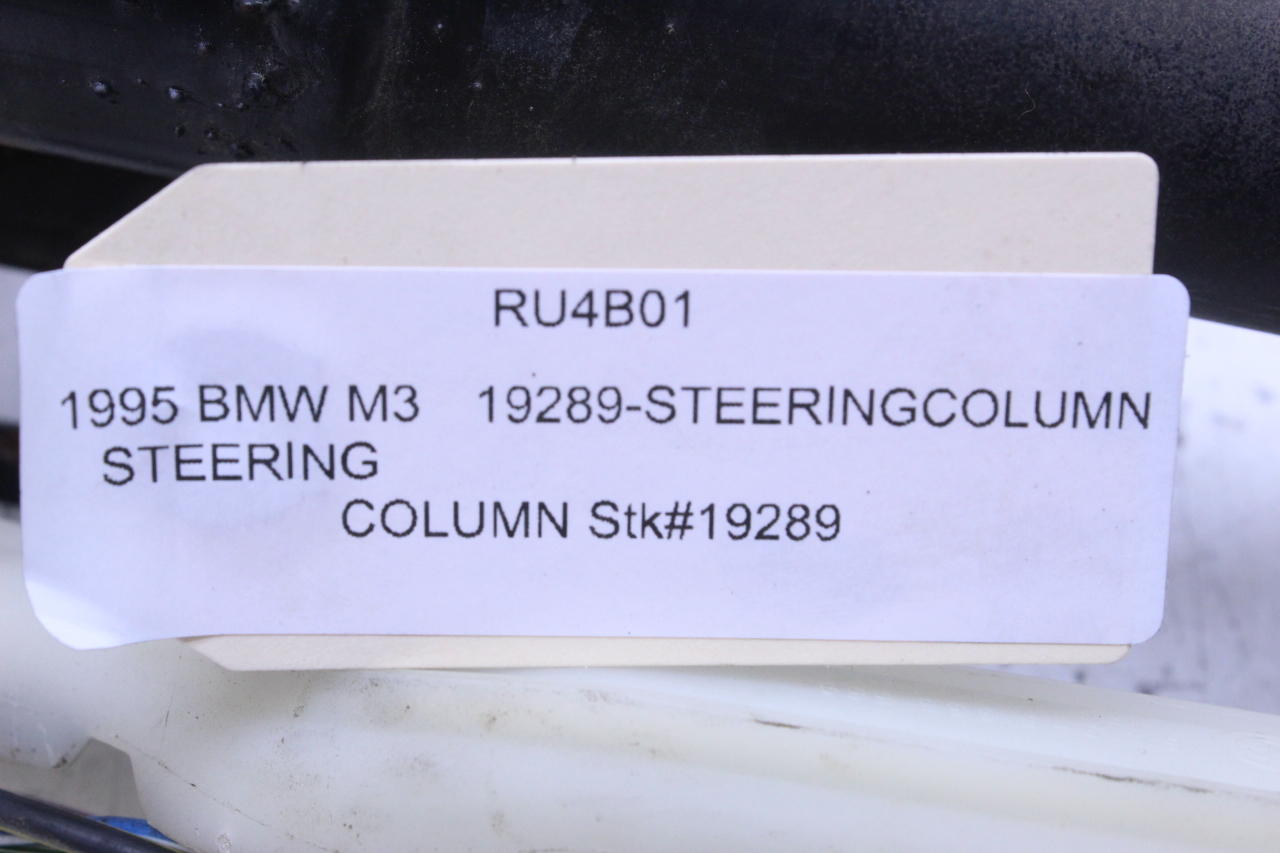 RU4B01
1995 BMW M3 19289-STEERINGCOLUMN
STEERING
COLUMN Stk#19289